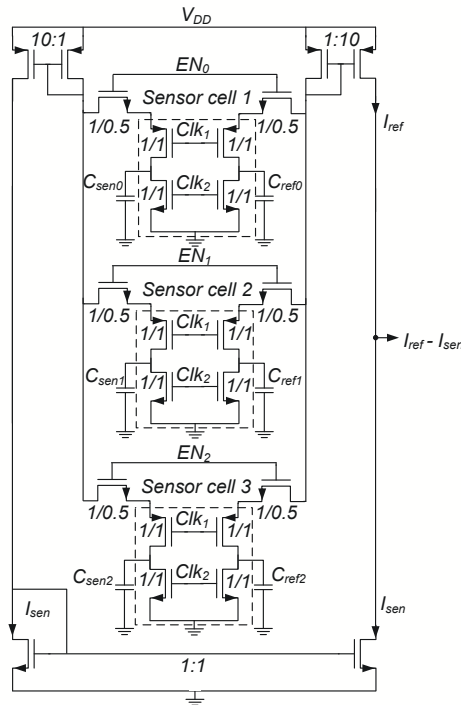 V_DD
10:1
1:10
EN_0
Sensor cell 1
I_ref
1/0.5
1/0.5
Clk_1
1/1
1/1
C_sen0
1/1
Clk_2
1/1
C_ref0
EN_1
Sensor cell 2
1/0.5
1/0.5
Clk_1
1/1
1/1
I_ref - I_sen
C_sen1
1/1
Clk_2
1/1
C_ref1
EN_2
Sensor cell 3
1/0.5
1/0.5
Clk_1
1/1
1/1
C_sen2
1/1
Clk_2
1/1
C_ref2
I_sen
I_sen
1:1